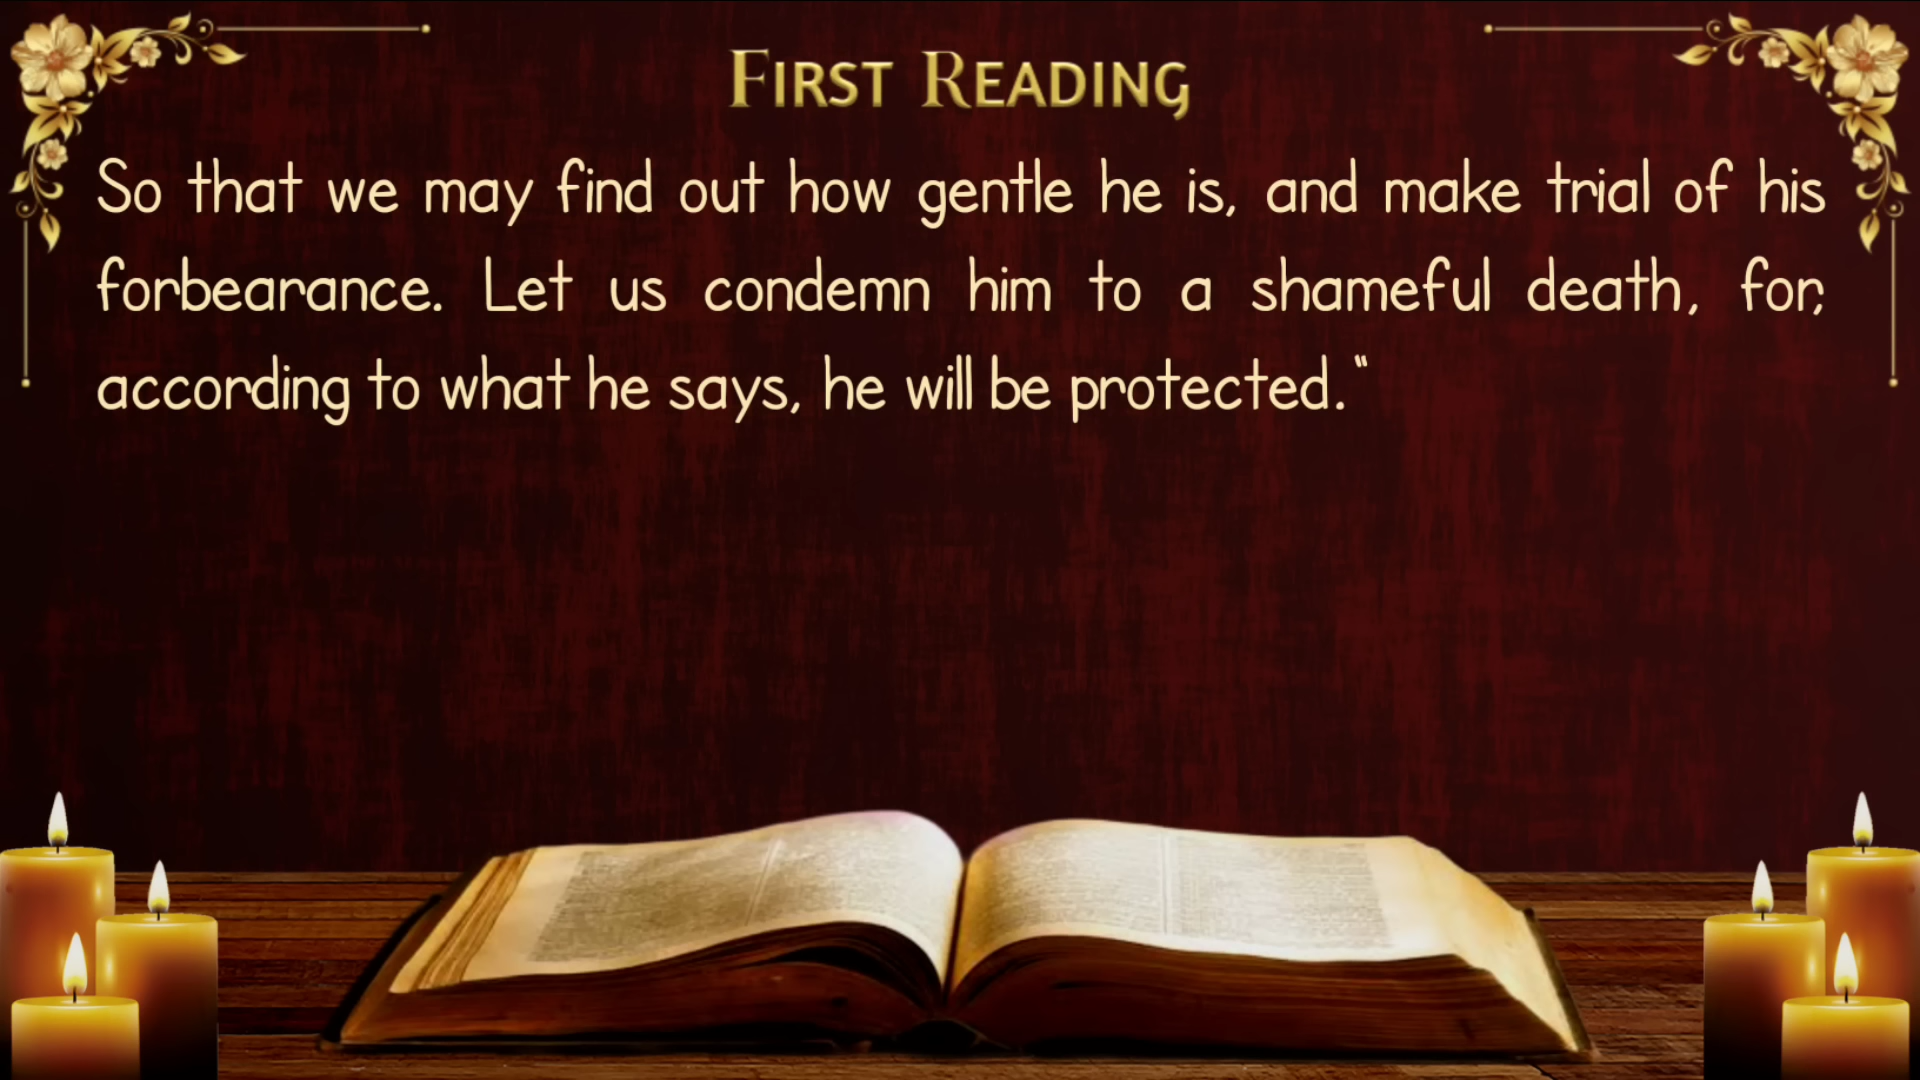 First Reading
So that we may find out how gentle he is, and make trial of his
forbearance. Let us condemn him to a shameful death, for,
according to what he says, he will be protected."